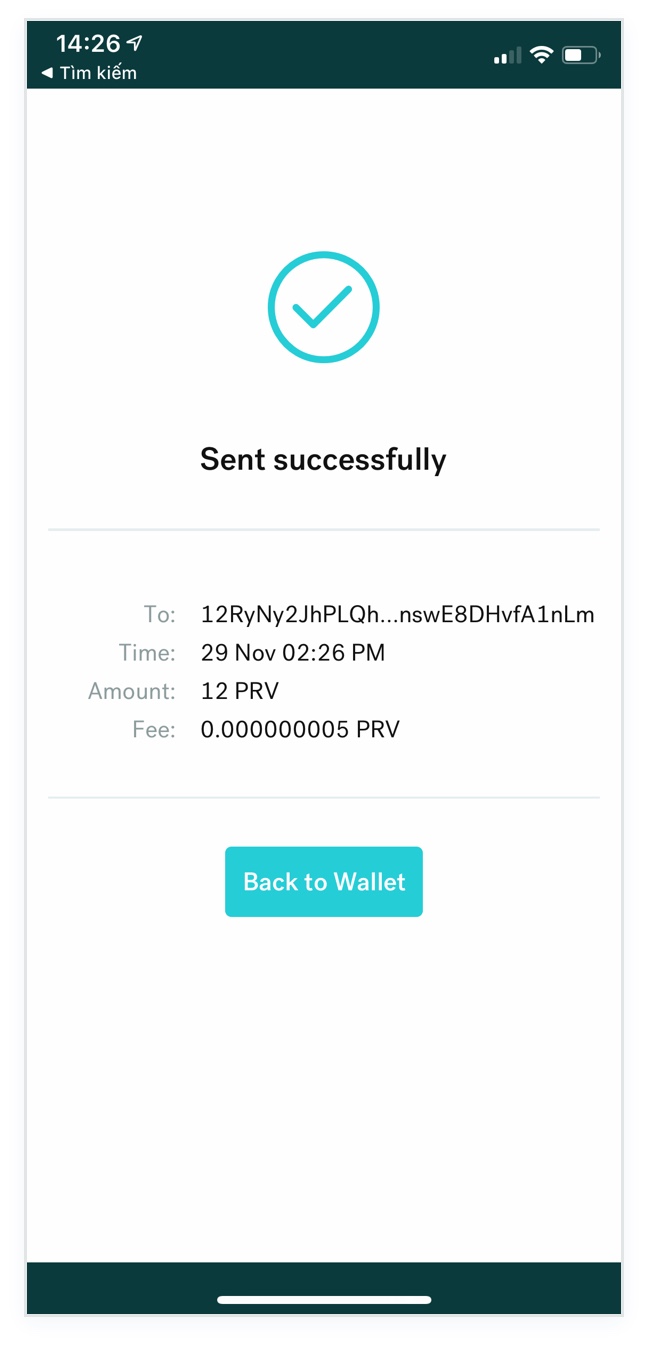 14:26
◀ Tìm kiếm
Sent successfully
To: 12RyNy2JhPLQh...nswE8DHvfA1nLm
Time: 29 Nov 02:26 PM
Amount: 12 PRV
Fee: 0.000000005 PRV
Back to Wallet